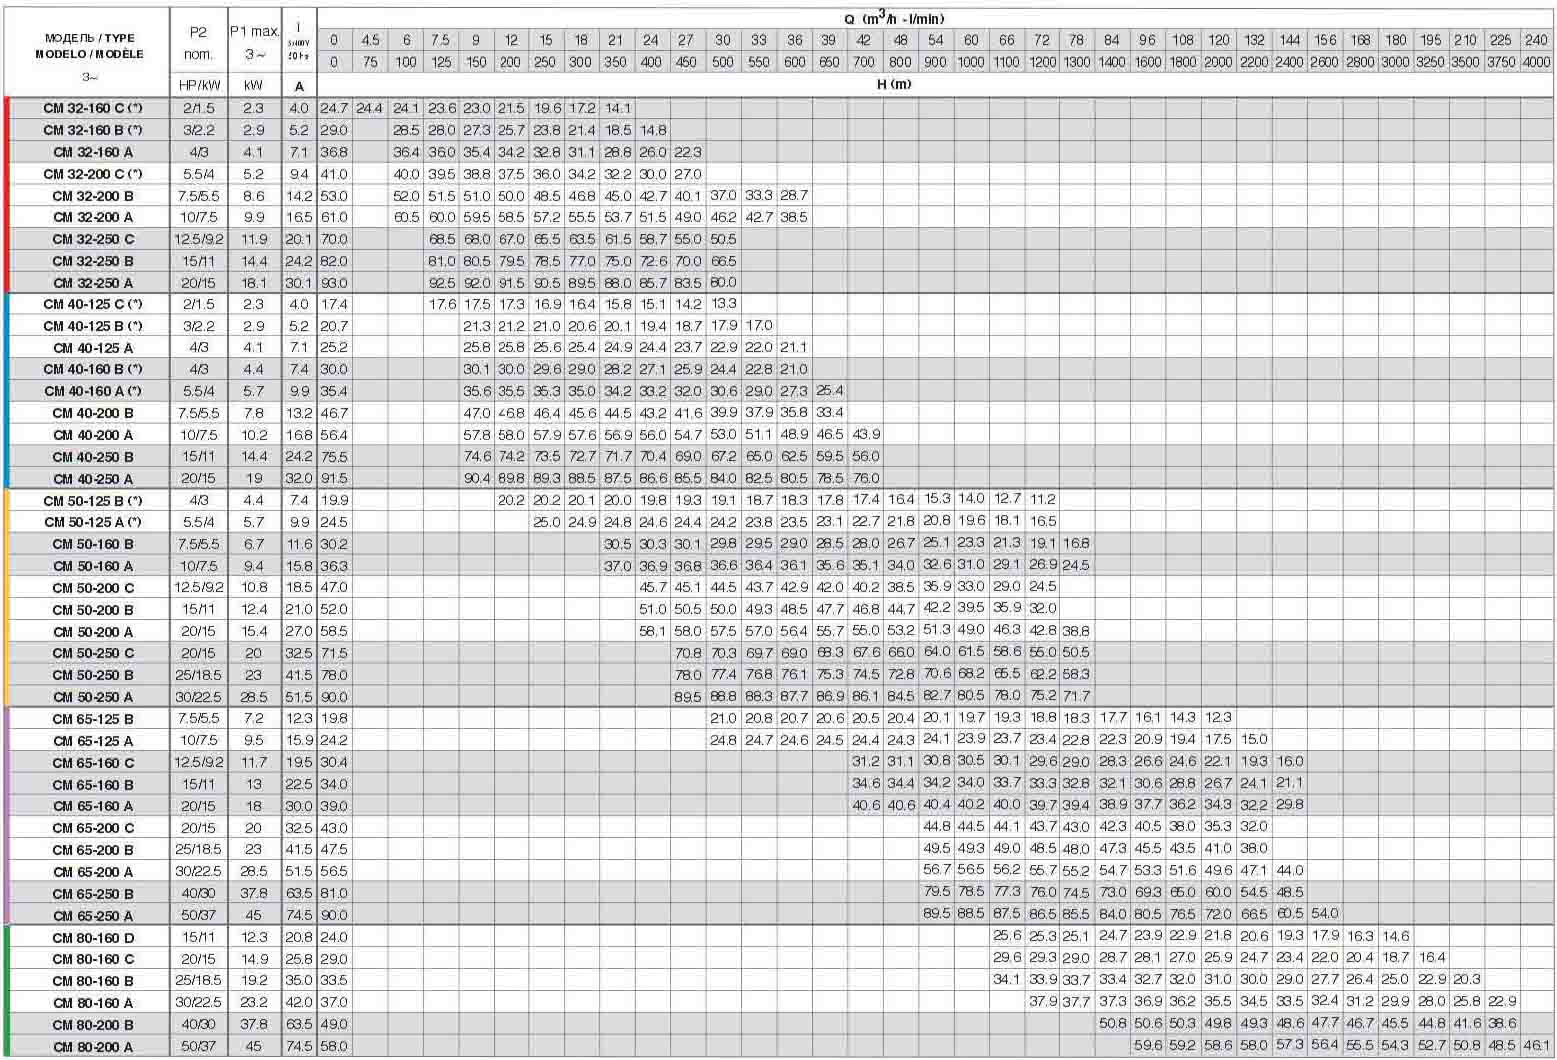 МОДЕЛЬ / TYPE MODELO / MODÈLE 3~ P2 nom. P1 max. 3 ~ I 3x400V 50 Hz Q (m³/h - l/min)
0 4.5 6 7.5 9 12 15 18 21 24 27 30 33 36 39 42 48 54 60 66 72 78 84 96 108 120 132 144 156 168 180 195 210 225 240
0 75 100 125 150 200 250 300 350 400 450 500 550 600 650 700 800 900 1000 1100 1200 1300 1400 1600 1800 2000 2200 2400 2600 2800 3000 3250 3500 3750 4000
HP/kW kW A H (m)
CM 32-160 C (*) 2/1.5 2.3 4.0 24.7 24.4 24.1 23.6 23.0 21.5 19.6 17.2 14.1
CM 32-160 B (*) 3/2.2 2.9 5.2 29.0 28.5 28.0 27.3 25.7 23.8 21.4 18.5 14.8
CM 32-160 A 4/3 4.1 7.1 36.8 36.4 36.0 35.4 34.2 32.8 31.1 28.8 26.0 22.3
CM 32-200 C (*) 5.5/4 5.2 9.4 41.0 40.0 39.5 38.8 37.5 36.0 34.2 32.2 30.0 27.0
CM 32-200 B 7.5/5.5 8.6 14.2 53.0 52.0 51.5 51.0 50.0 48.5 46.8 45.0 42.7 40.1 37.0 33.3 28.7
CM 32-200 A 10/7.5 9.9 16.5 61.0 60.5 60.0 59.5 58.5 57.2 55.5 53.7 51.5 49.0 46.2 42.7 38.5
CM 32-250 C 12.5/9.2 11.9 20.1 70.0 68.5 68.0 67.0 65.5 63.5 61.5 58.7 55.0 50.5
CM 32-250 B 15/11 14.4 24.2 82.0 81.0 80.5 79.5 78.5 77.0 75.0 72.6 70.0 66.5
CM 32-250 A 20/15 18.1 30.1 93.0 92.5 92.0 91.5 90.5 89.5 88.0 85.7 83.5 80.0
CM 40-125 C (*) 2/1.5 2.3 4.0 17.4 17.6 17.5 17.3 16.9 16.4 15.8 15.1 14.2 13.3
CM 40-125 B (*) 3/2.2 2.9 5.2 20.7 21.3 21.2 21.0 20.6 20.1 19.4 18.7 17.9 17.0
CM 40-125 A 4/3 4.1 7.1 25.2 25.8 25.8 25.6 25.4 24.9 24.4 23.7 22.9 22.0 21.1
CM 40-160 B (*) 4/3 4.4 7.4 30.0 30.1 30.0 29.6 29.0 28.2 27.1 25.9 24.4 22.8 21.0
CM 40-160 A (*) 5.5/4 5.7 9.9 35.4 35.6 35.5 35.3 35.0 34.2 33.2 32.0 30.6 29.0 27.3 25.4
CM 40-200 B 7.5/5.5 7.8 13.2 46.7 47.0 46.8 46.4 45.6 44.5 43.2 41.6 39.9 37.9 35.8 33.4
CM 40-200 A 10/7.5 10.2 16.8 56.4 57.8 58.0 57.9 57.6 56.9 56.0 54.7 53.0 51.1 48.9 46.5 43.9
CM 40-250 B 15/11 14.4 24.2 75.5 74.6 74.2 73.5 72.7 71.7 70.4 69.0 67.2 65.0 62.5 59.5 56.0
CM 40-250 A 20/15 19 32.0 91.5 90.4 89.8 89.3 88.5 87.5 86.6 85.5 84.0 82.5 80.5 78.5 76.0
CM 50-125 B (*) 4/3 4.4 7.4 19.9 20.2 20.2 20.1 20.0 19.8 19.3 19.1 18.7 18.3 17.8 17.4 16.4 15.3 14.0 12.7 11.2
CM 50-125 A (*) 5.5/4 5.7 9.9 24.5 25.0 24.9 24.8 24.6 24.4 24.2 23.8 23.5 23.1 22.7 21.8 20.8 19.6 18.1 16.5
CM 50-160 B 7.5/5.5 6.7 11.6 30.2 30.5 30.3 30.1 29.8 29.5 29.0 28.5 28.0 26.7 25.1 23.3 21.3 19.1 16.8
CM 50-160 A 10/7.5 9.4 15.8 36.3 37.0 36.9 36.8 36.6 36.4 36.1 35.6 35.1 34.0 32.6 31.0 29.1 26.9 24.5
CM 50-200 C 12.5/9.2 10.8 18.5 47.0 45.7 45.1 44.5 43.7 42.9 42.0 40.2 38.5 35.9 33.0 29.0 24.5
CM 50-200 B 15/11 12.4 21.0 52.0 51.0 50.5 50.0 49.3 48.5 47.7 46.8 44.7 42.2 39.5 35.9 32.0
CM 50-200 A 20/15 15.4 27.0 58.5 58.1 58.0 57.5 57.0 56.4 55.7 55.0 53.2 51.3 49.0 46.3 42.8 38.8
CM 50-250 C 20/15 20 32.5 71.5 70.8 70.3 69.7 69.0 68.3 67.6 66.0 64.0 61.5 58.6 55.0 50.5
CM 50-250 B 25/18.5 23 41.5 78.0 78.0 77.4 76.8 76.1 75.3 74.5 72.8 70.6 68.2 65.5 62.2 58.3
CM 50-250 A 30/22.5 28.5 51.5 90.0 89.5 88.8 88.3 87.7 86.9 86.1 84.5 82.7 80.5 78.0 75.2 71.7
CM 65-125 B 7.5/5.5 7.2 12.3 19.8 21.0 20.8 20.7 20.6 20.5 20.4 20.1 19.7 19.3 18.8 18.3 17.7 16.1 14.3 12.3
CM 65-125 A 10/7.5 9.5 15.9 24.2 24.8 24.7 24.6 24.5 24.4 24.3 24.1 23.9 23.7 23.4 22.8 22.3 20.9 19.4 17.5 15.0
CM 65-160 C 12.5/9.2 11.7 19.5 30.4 31.2 31.1 30.8 30.5 30.1 29.6 29.0 28.3 26.6 24.6 22.1 19.3 16.0
CM 65-160 B 15/11 13 22.5 34.0 34.6 34.4 34.2 34.0 33.7 33.3 32.8 32.1 30.6 28.8 26.7 24.1 21.1
CM 65-160 A 20/15 18 30.0 39.0 40.6 40.6 40.4 40.2 40.0 39.7 39.4 38.9 37.7 36.2 34.3 32.2 29.8
CM 65-200 C 20/15 20 32.5 43.0 44.8 44.5 44.1 43.7 43.0 42.3 40.5 38.0 35.3 32.0
CM 65-200 B 25/18.5 23 41.5 47.5 49.5 49.3 49.0 48.5 48.0 47.3 45.5 43.5 41.0 38.0
CM 65-200 A 30/22.5 28.5 51.5 56.5 56.7 56.5 56.2 55.7 55.2 54.7 53.3 51.6 49.6 47.1 44.0
CM 65-250 B 40/30 37.8 63.5 81.0 79.5 78.5 77.3 76.0 74.5 73.0 69.3 65.0 60.0 54.5 48.5
CM 65-250 A 50/37 45 74.5 90.0 89.5 88.5 87.5 86.5 85.5 84.0 80.5 76.5 72.0 66.5 60.5 54.0
CM 80-160 D 15/11 12.3 20.8 24.0 25.6 25.3 25.1 24.7 23.9 22.9 21.8 20.6 19.3 17.9 16.3 14.6
CM 80-160 C 20/15 14.9 25.8 29.0 29.6 29.3 29.0 28.7 28.1 27.0 25.9 24.7 23.4 22.0 20.4 18.7 16.4
CM 80-160 B 25/18.5 19.2 35.0 33.5 34.1 33.9 33.7 33.4 32.7 32.0 31.0 30.0 29.0 27.7 26.4 25.0 22.9 20.3
CM 80-160 A 30/22.5 23.2 42.0 37.0 37.9 37.7 37.3 36.9 36.2 35.5 34.5 33.5 32.4 31.2 29.9 28.0 25.8 22.9
CM 80-200 B 40/30 37.8 63.5 49.0 50.8 50.6 50.3 49.8 49.3 48.6 47.7 46.7 45.5 44.8 41.6 38.6
CM 80-200 A 50/37 45 74.5 58.0 59.6 59.2 58.6 58.0 57.3 56.4 55.5 54.3 52.7 50.8 48.5 46.1